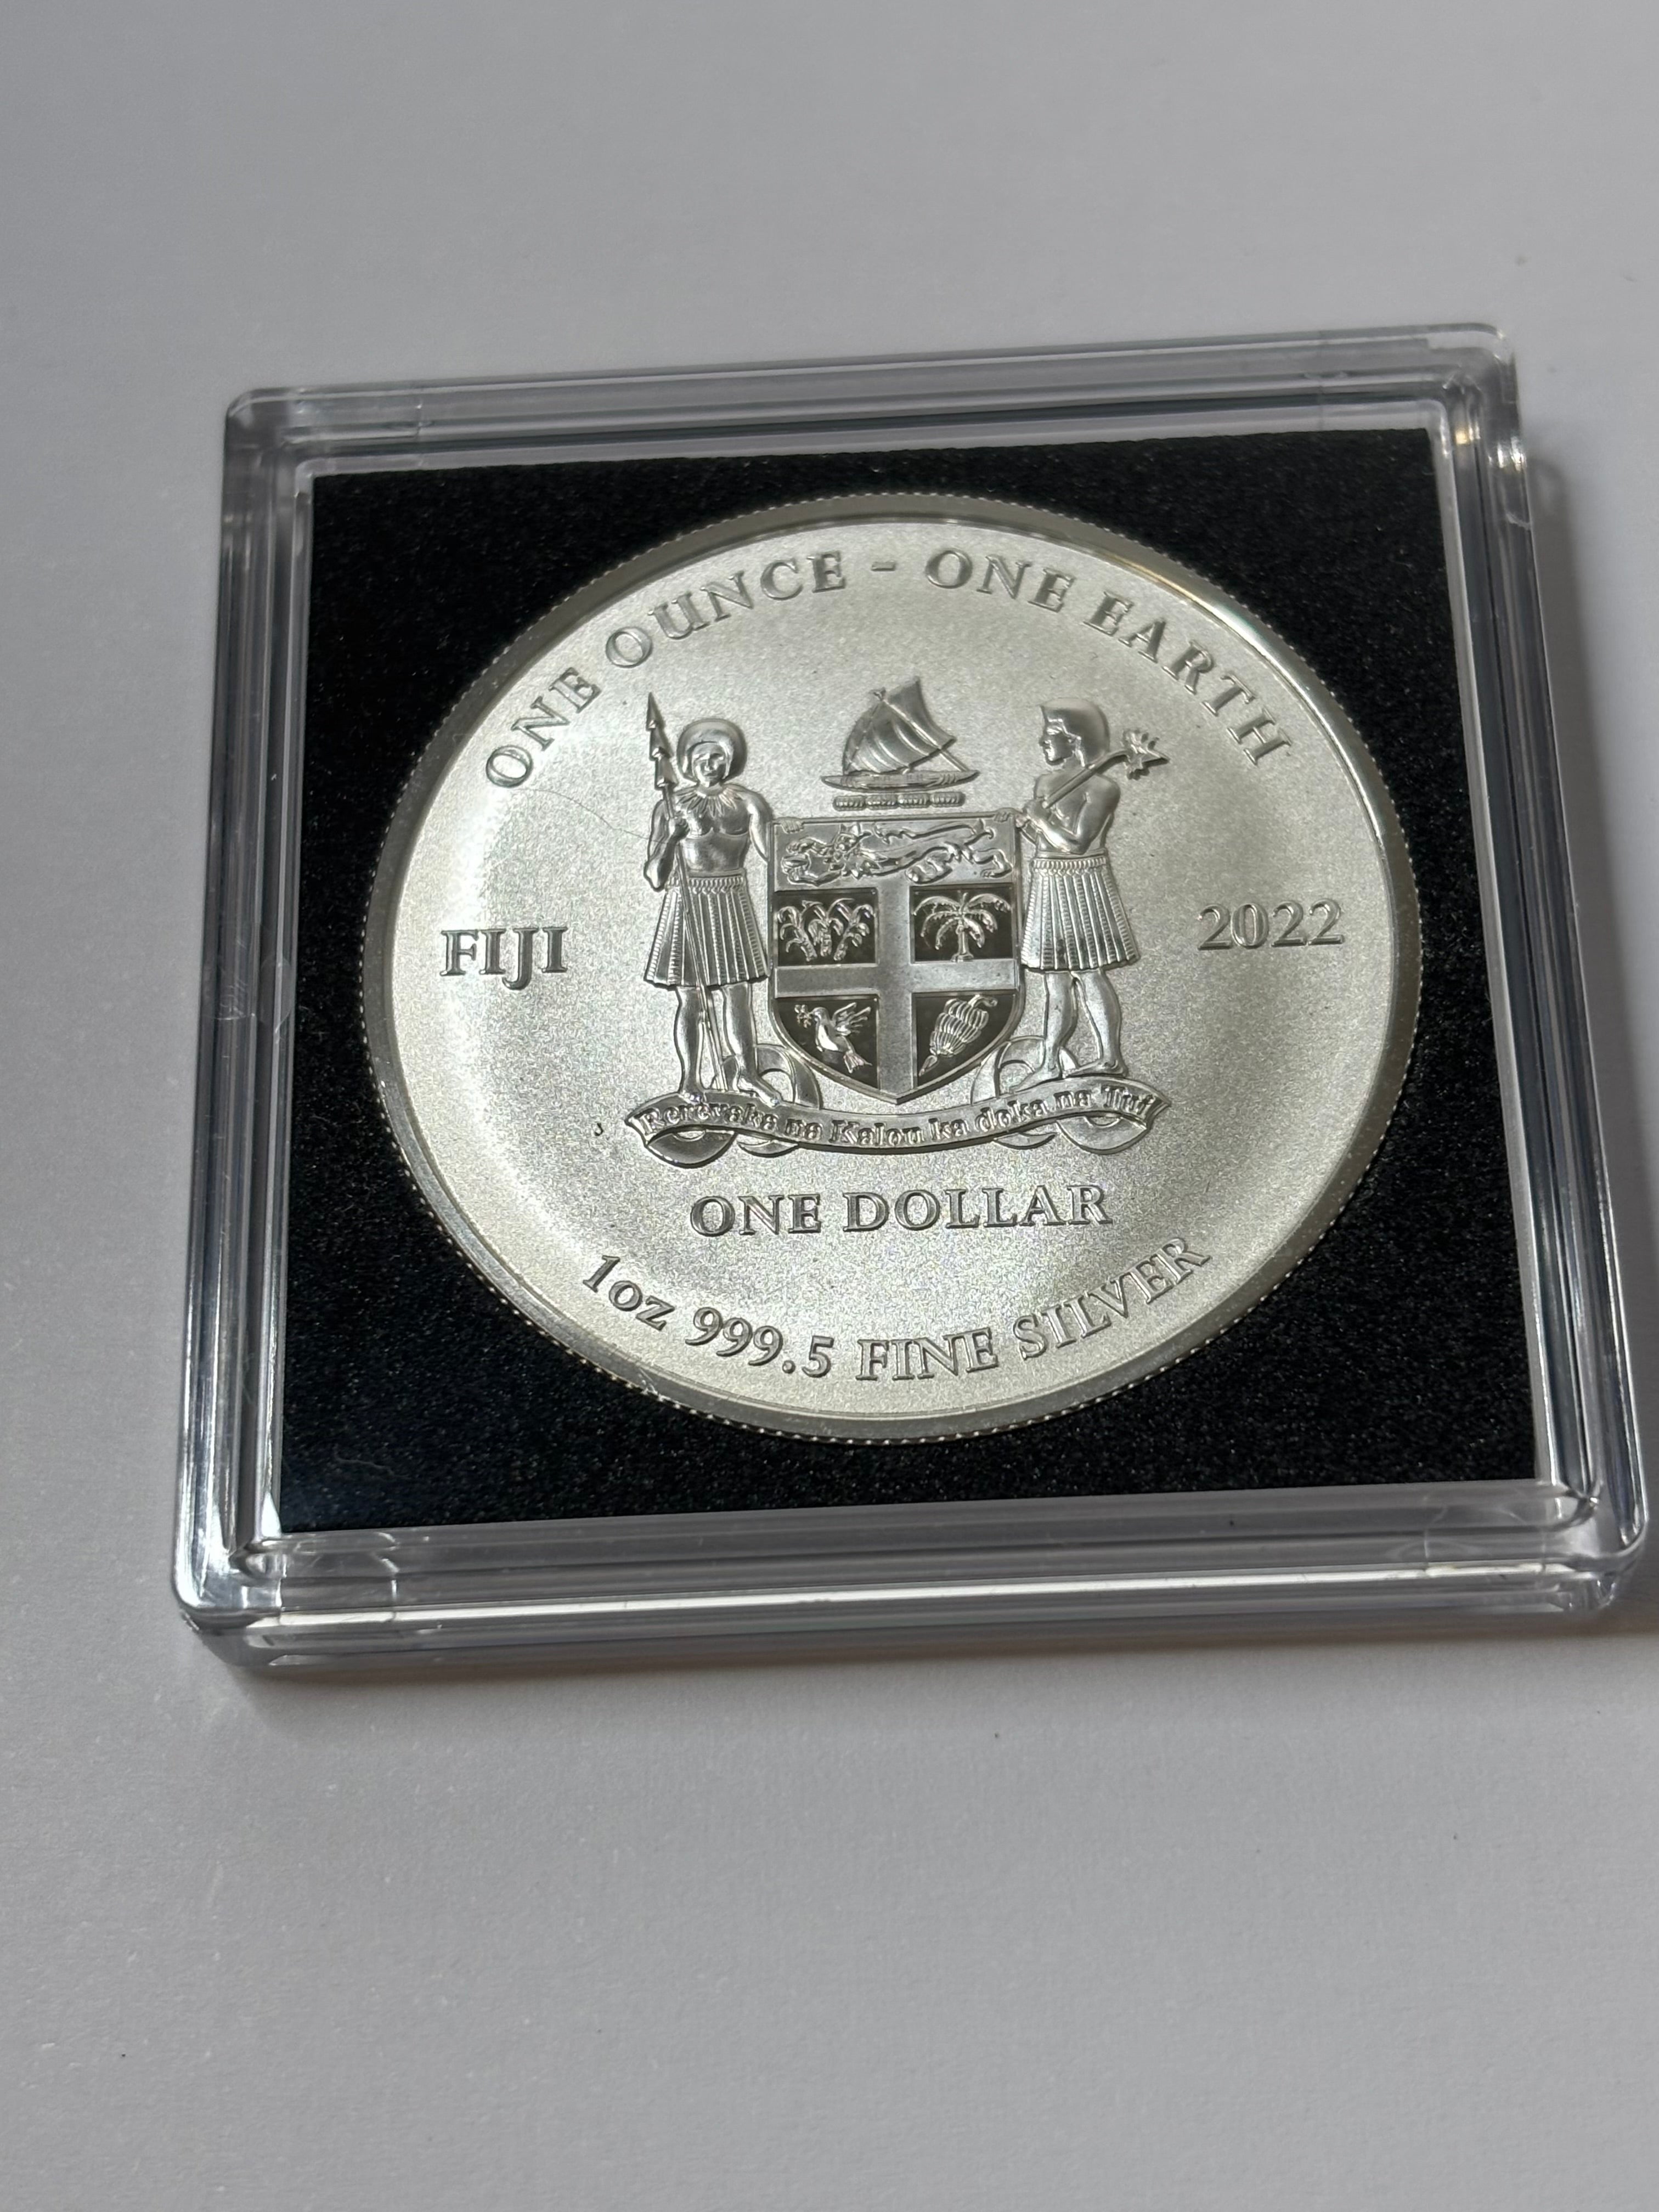 ONE OUNCE - ONE EARTH
FIJI
2022
Rerevaka na Kalou ka doka na Tui
ONE DOLLAR
1oz 999.5 FINE SILVER